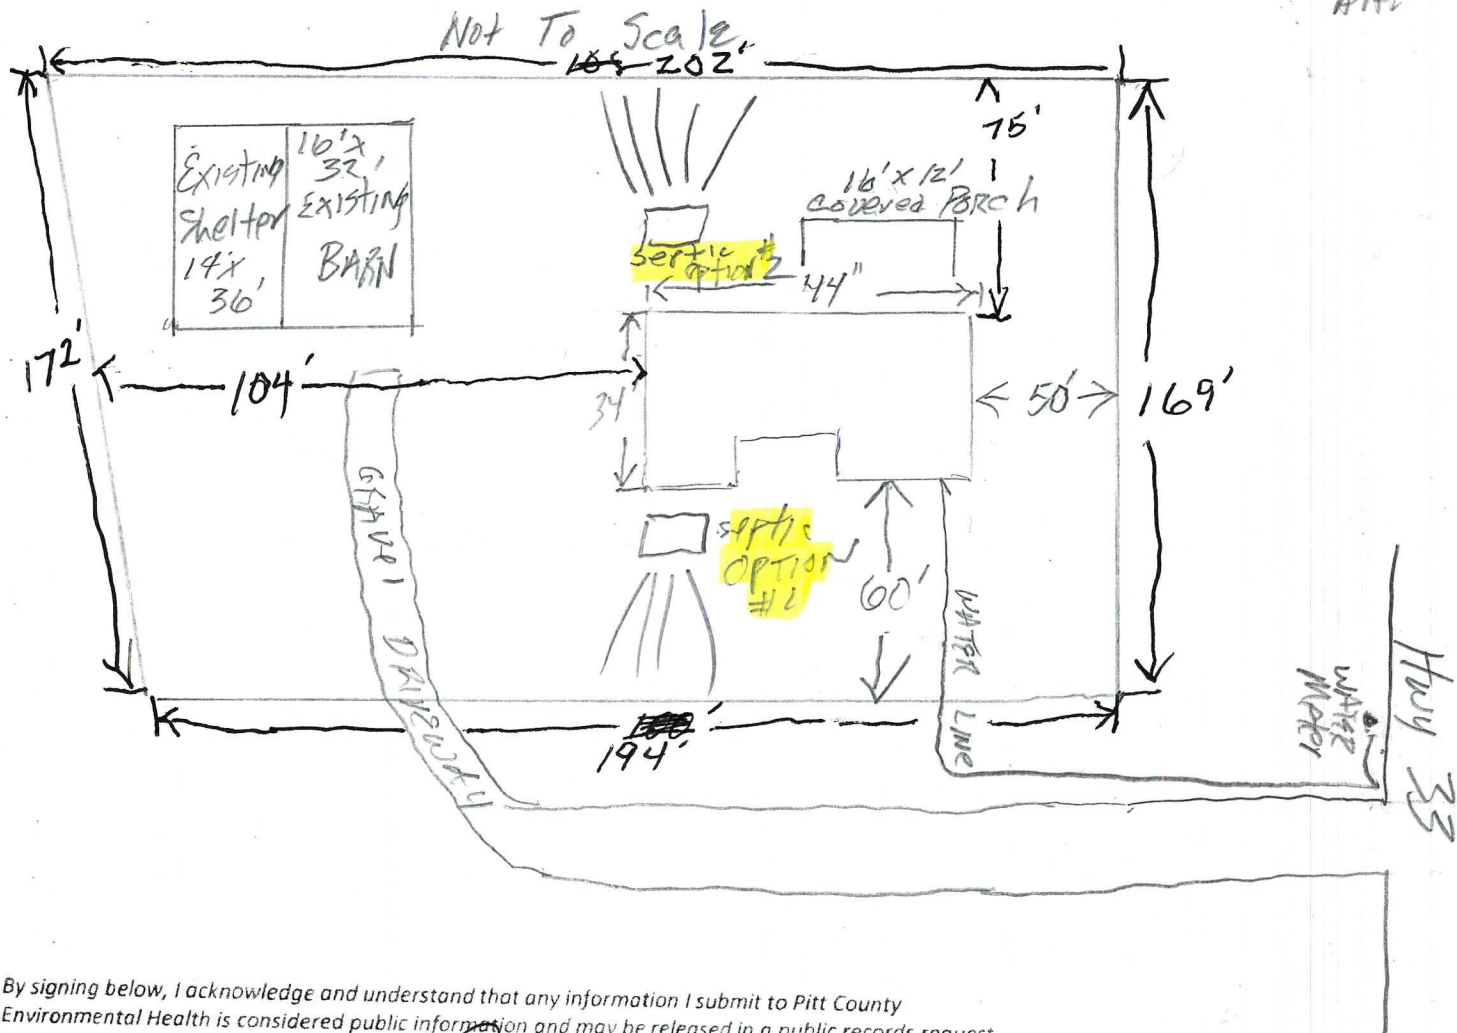 Not To Scale
202'
75'
Existing
Shelter
14'x
36'
16'x
32'
Existing
BARN
16'x12'
covered Porch
septic
option #2
44"
172'
104'
34'
50'
169'
Gravel Driveway
septic
OPTION
#1
60'
WATER LINE
WATER
Meter
Hwy 33
194'
By signing below, I acknowledge and understand that any information I submit to Pitt County
Environmental Health is considered public information and may be released in a public records request